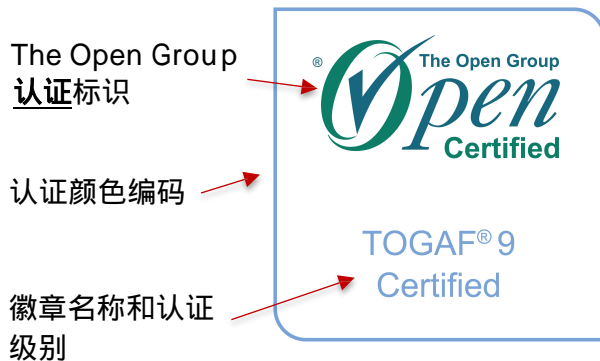 The Open Group
认证标识
认证颜色编码
徽章名称和认证
级别
®
The Open Group
Open
Certified
TOGAF® 9
Certified